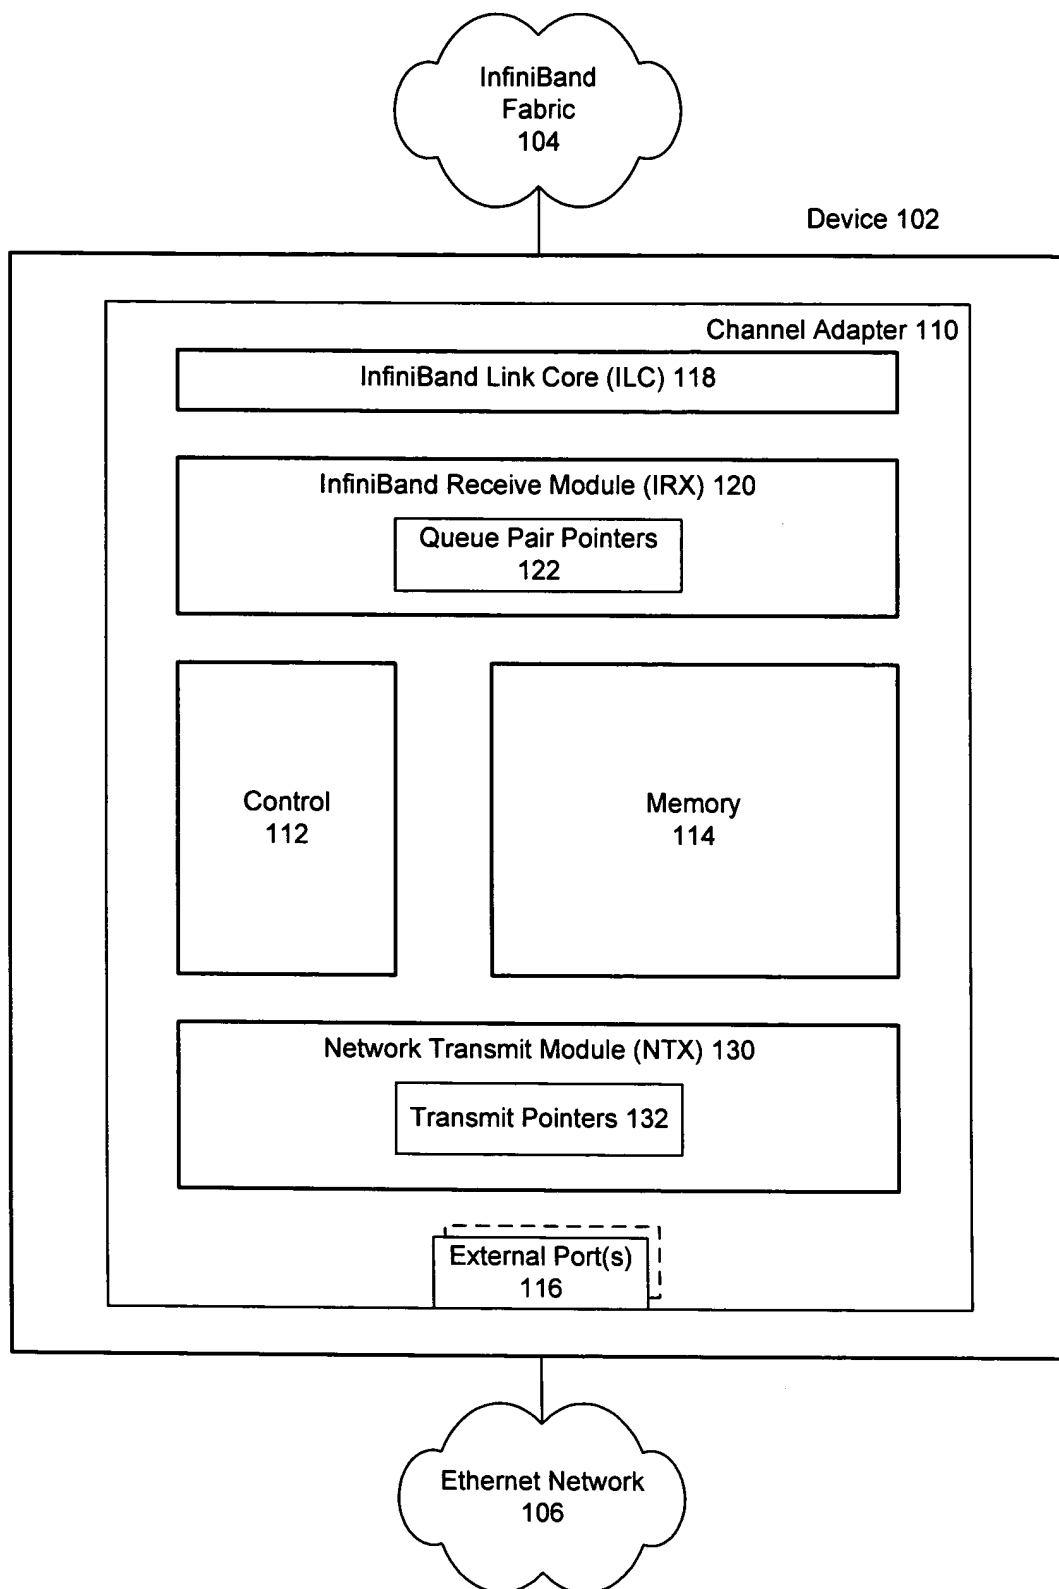 InfiniBand
Fabric
104
Device 102
Channel Adapter 110
InfiniBand Link Core (ILC) 118
InfiniBand Receive Module (IRX) 120
Queue Pair Pointers
122
Control
112
Memory
114
Network Transmit Module (NTX) 130
Transmit Pointers 132
External Port(s)
116
Ethernet Network
106